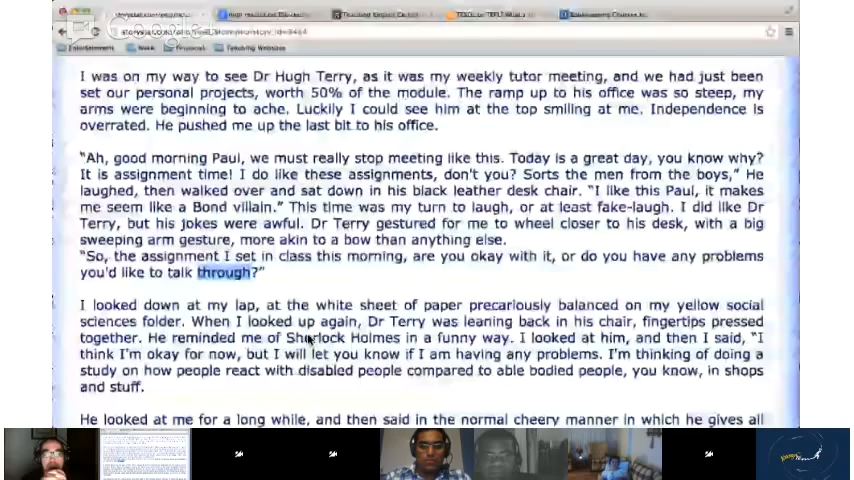 Google
Entertainment
I was on my way to see Dr Hugh Terry, as it was my weekly tutor meeting, and we had just been
set our personal projects, worth 50% of the module. The ramp up to his office was so steep, my
arms were beginning to ache. Luckily I could see him at the top smiling at me. Independence is
overrated. He pushed me up the last bit to his office.
"Ah, good morning Paul, we must really stop meeting like this. Today is a great day, you know why?
It is assignment time! I do like these assignments, don't you? Sorts the men from the boys," He
laughed, then walked over and sat down in his black leather desk chair. "I like this Paul, it makes
me seem like a Bond villain." This time was my turn to laugh, or at least fake-laugh. I did like Dr
Terry, but his jokes were awful. Dr Terry gestured for me to wheel closer to his desk, with a big
sweeping arm gesture, more akin to a bow than anything else.
"So, the assignment I set in class this morning, are you okay with it, or do you have any problems
you'd like to talk through?"
I looked down at my lap, at the white sheet of paper precariously balanced on my yellow social
sciences folder. When I looked up again, Dr Terry was leaning back in his chair, fingertips pressed
together. He reminded me of Sherlock Holmes in a funny way. I looked at him, and then I said, "I
think I'm okay for now, but I will let you know if I am having any problems. I'm thinking of doing a
study on how people react with disabled people compared to able bodied people, you know, in shops
and stuff.
He looked at me for a long while, and then said in the normal cheery manner in which he gives all